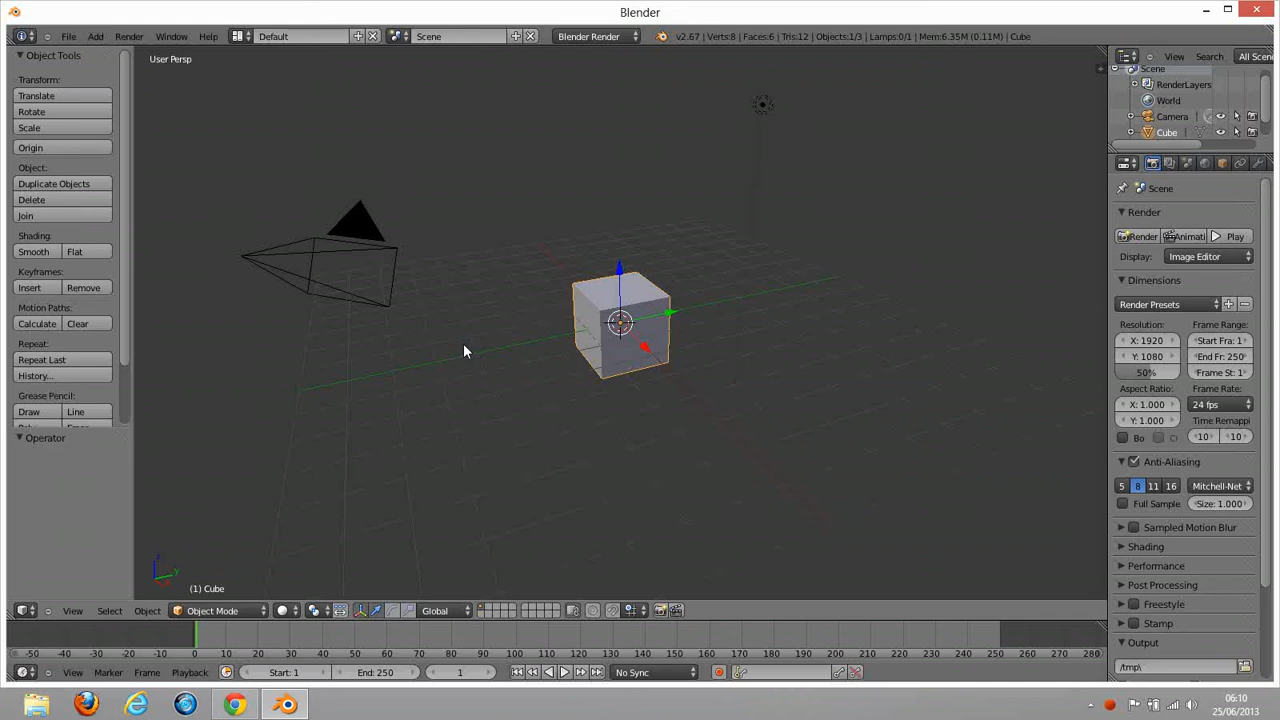 Blender
File Add Render Window Help Default Scene Blender Render v2.67 | Verts:8 | Faces:6 | Tris:12 | Objects:1/3 | Lamps:0/1 | Mem:6.35M (0.11M) | Cube
Object Tools
Transform:
Translate
Rotate
Scale
Origin
Object:
Duplicate Objects
Delete
Join
Shading:
Smooth Flat
Keyframes:
Insert Remove
Motion Paths:
Calculate Clear
Repeat:
Repeat Last
History...
Grease Pencil:
Draw Line
Operator
User Persp
z
y
(1) Cube
View Search All Scen
Scene
RenderLayers
World
Camera
Cube
Scene
Render
Render Animati Play
Display: Image Editor
Dimensions
Render Presets
Resolution: Frame Range:
X: 1920 Start Fra: 1
Y: 1080 End Fr: 250
50% Frame St: 1
Aspect Ratio: Frame Rate:
X: 1.000 24 fps
Y: 1.000 Time Remappi
Bo 10 10
Anti-Aliasing
5 8 11 16 Mitchell-Net
Full Sample Size: 1.000
Sampled Motion Blur
Shading
Performance
Post Processing
Freestyle
Stamp
Output
/tmp\
View Select Object Object Mode Global
-50 -40 -30 -20 -10 0 10 20 30 40 50 60 70 80 90 100 110 120 130 140 150 160 170 180 190 200 210 220 230 240 250 260 270 280
View Marker Frame Playback Start: 1 End: 250 1 No Sync
06:10
25/06/2013